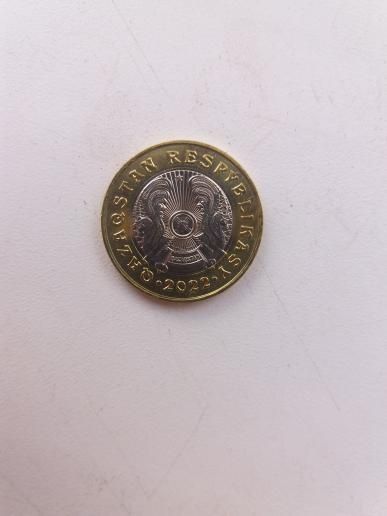 QAZAQSTAN RESPÝBLIKASY
• 2022 •